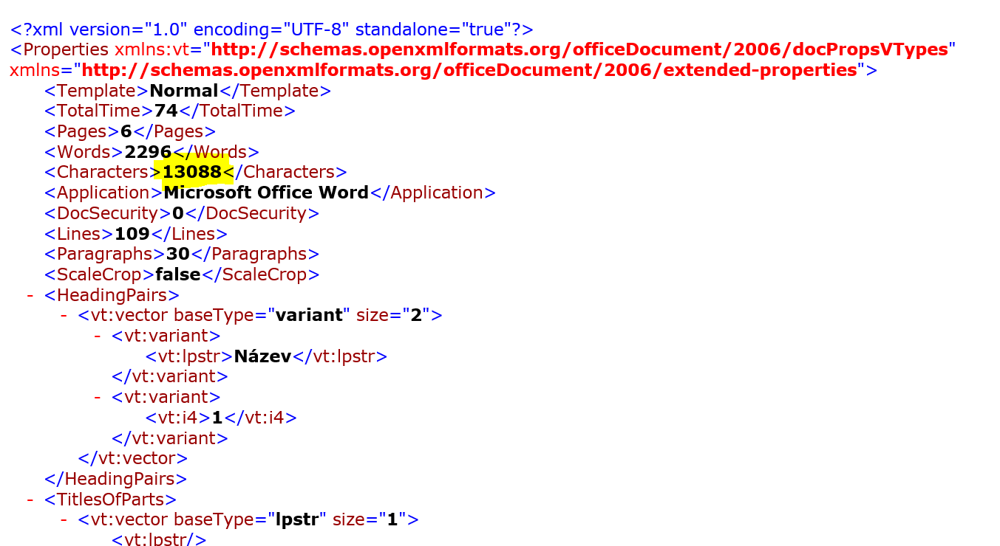 <?xml version="1.0" encoding="UTF-8" standalone="true"?>
<Properties xmlns:vt="http://schemas.openxmlformats.org/officeDocument/2006/docPropsVTypes"
xmlns="http://schemas.openxmlformats.org/officeDocument/2006/extended-properties">
<Template>Normal</Template>
<TotalTime>74</TotalTime>
<Pages>6</Pages>
<Words>2296</Words>
<Characters>13088</Characters>
<Application>Microsoft Office Word</Application>
<DocSecurity>0</DocSecurity>
<Lines>109</Lines>
<Paragraphs>30</Paragraphs>
<ScaleCrop>false</ScaleCrop>
- <HeadingPairs>
- <vt:vector baseType="variant" size="2">
- <vt:variant>
<vt:lpstr>Název</vt:lpstr>
</vt:variant>
- <vt:variant>
<vt:i4>1</vt:i4>
</vt:variant>
</vt:vector>
</HeadingPairs>
- <TitlesOfParts>
- <vt:vector baseType="lpstr" size="1">
<vt:lpstr/>